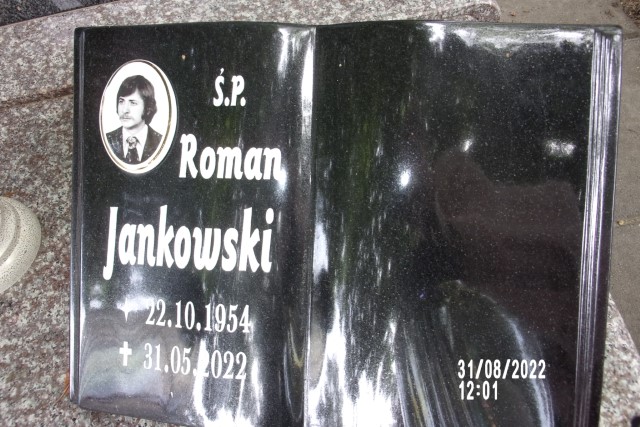 Ś.P.
Roman
Jankowski
22.10.1954
✝ 31.05.2022
31/08/2022
12:01